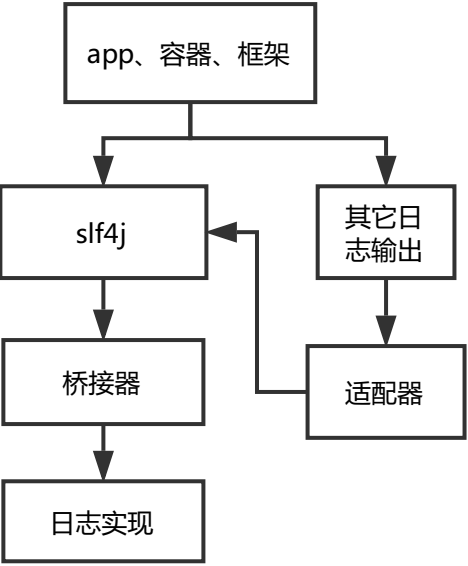 app、容器、框架
slf4j
其它日
志输出
桥接器
适配器
日志实现